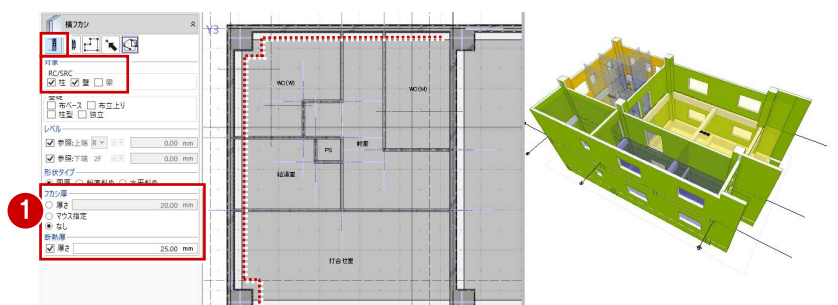 横フカシ
対象
RC/SRC
柱 壁 梁
基礎
布ベース 布立上り
柱型 独立
レベル
参照:上端 R 0.00 mm
参照:下端 2F 0.00 mm
形状タイプ
フカシ厚
厚さ 20.00 mm
マウス指定
なし
断熱厚
厚さ 25.00 mm
1
Y3
WC(W)
WC(M)
前室
PS
給湯室
打合せ室